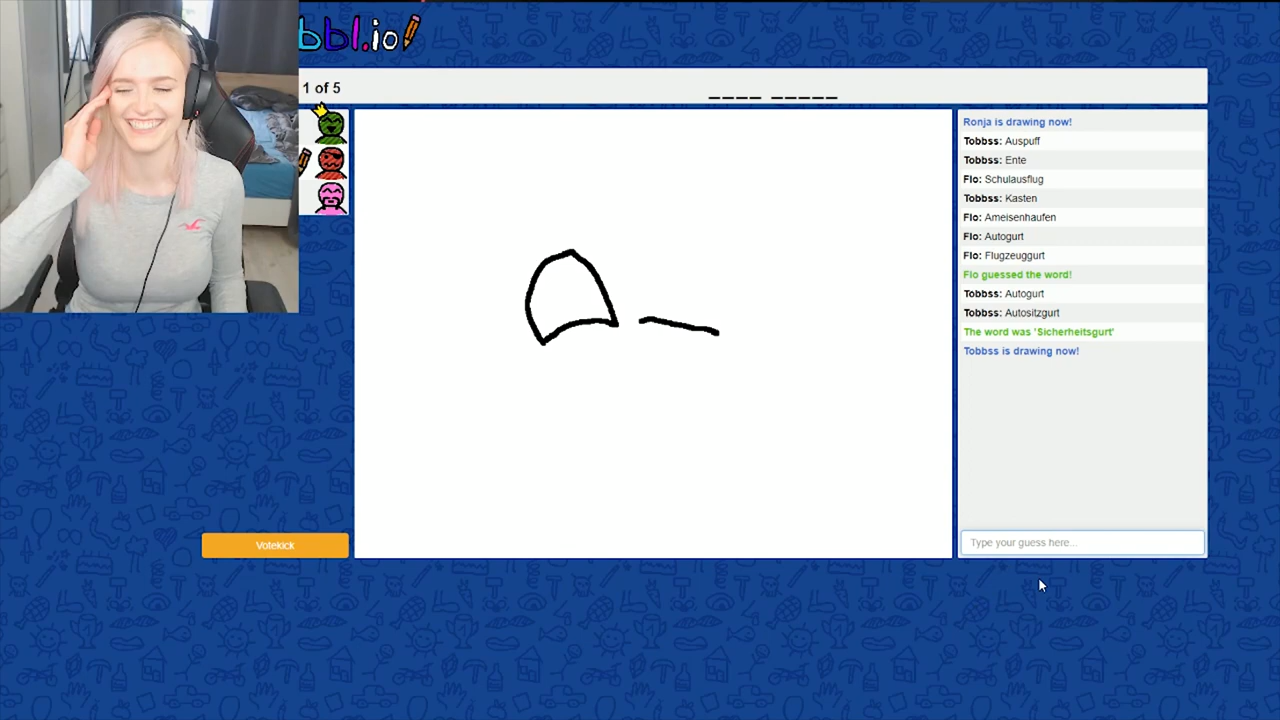 bbl.io
1 of 5
____ _____
Ronja is drawing now!
Tobbss: Auspuff
Tobbss: Ente
Flo: Schulausflug
Tobbss: Kasten
Flo: Ameisenhaufen
Flo: Autogurt
Flo: Flugzeuggurt
Flo guessed the word!
Tobbss: Autogurt
Tobbss: Autositzgurt
The word was 'Sicherheitsgurt'
Tobbss is drawing now!
Type your guess here...
Votekick